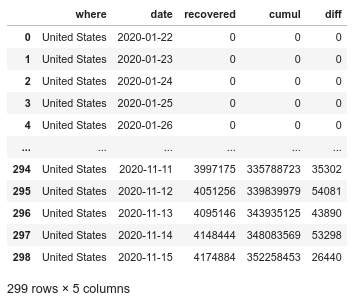 where date recovered cumul diff
0 United States 2020-01-22 0 0 0
1 United States 2020-01-23 0 0 0
2 United States 2020-01-24 0 0 0
3 United States 2020-01-25 0 0 0
4 United States 2020-01-26 0 0 0
... ... ... ... ... ...
294 United States 2020-11-11 3997175 335788723 35302
295 United States 2020-11-12 4051256 339839979 54081
296 United States 2020-11-13 4095146 343935125 43890
297 United States 2020-11-14 4148444 348083569 53298
298 United States 2020-11-15 4174884 352258453 26440
299 rows × 5 columns